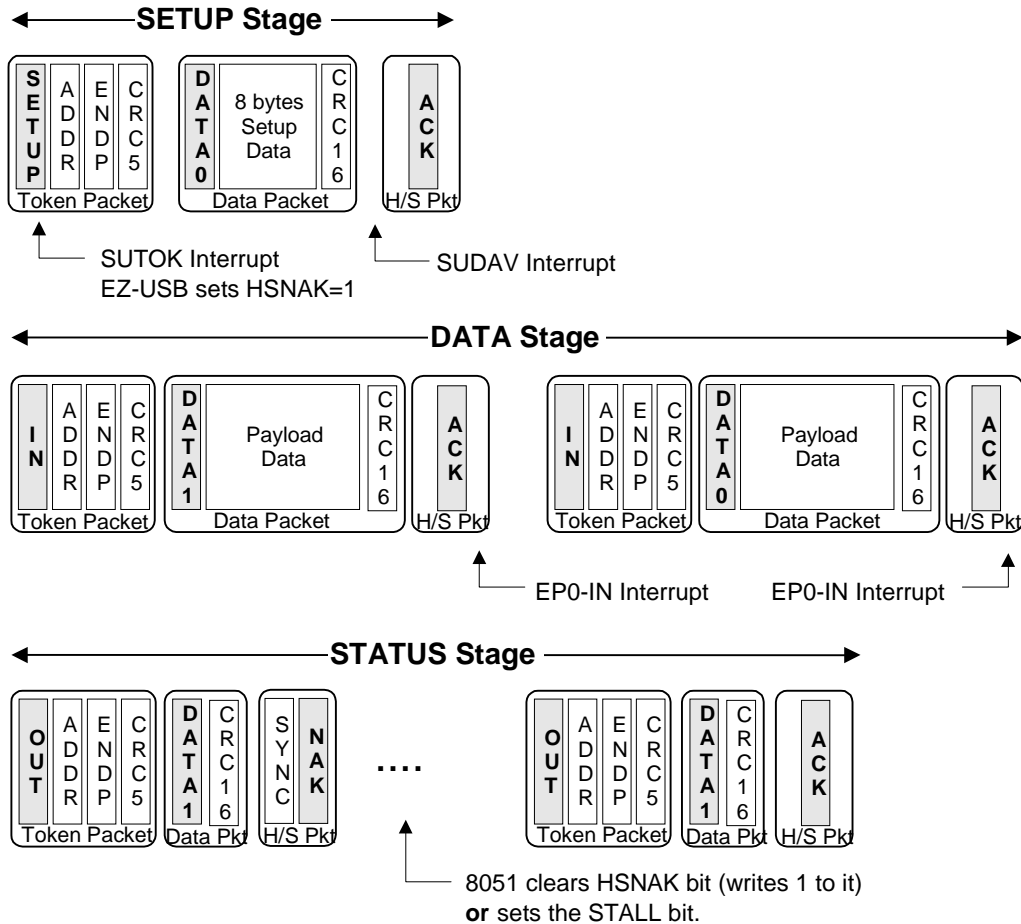 SETUP Stage
SETUP ADDR ENDP CRC5
DATA0 8 bytes Setup Data CRC16
ACK
Token Packet
Data Packet
H/S Pkt
SUTOK Interrupt
EZ-USB sets HSNAK=1
SUDAV Interrupt
DATA Stage
IN ADDR ENDP CRC5
DATA1 Payload Data CRC16
ACK
IN ADDR ENDP CRC5
DATA0 Payload Data CRC16
ACK
Token Packet
Data Packet
H/S Pkt
Token Packet
Data Packet
H/S Pkt
EP0-IN Interrupt
EP0-IN Interrupt
STATUS Stage
OUT ADDR ENDP CRC5
DATA1 CRC16
SYNC NAK
....
OUT ADDR ENDP CRC5
DATA1 CRC16
ACK
Token Packet
Data Pkt
H/S Pkt
Token Packet
Data Pkt
H/S Pkt
8051 clears HSNAK bit (writes 1 to it)
or sets the STALL bit.